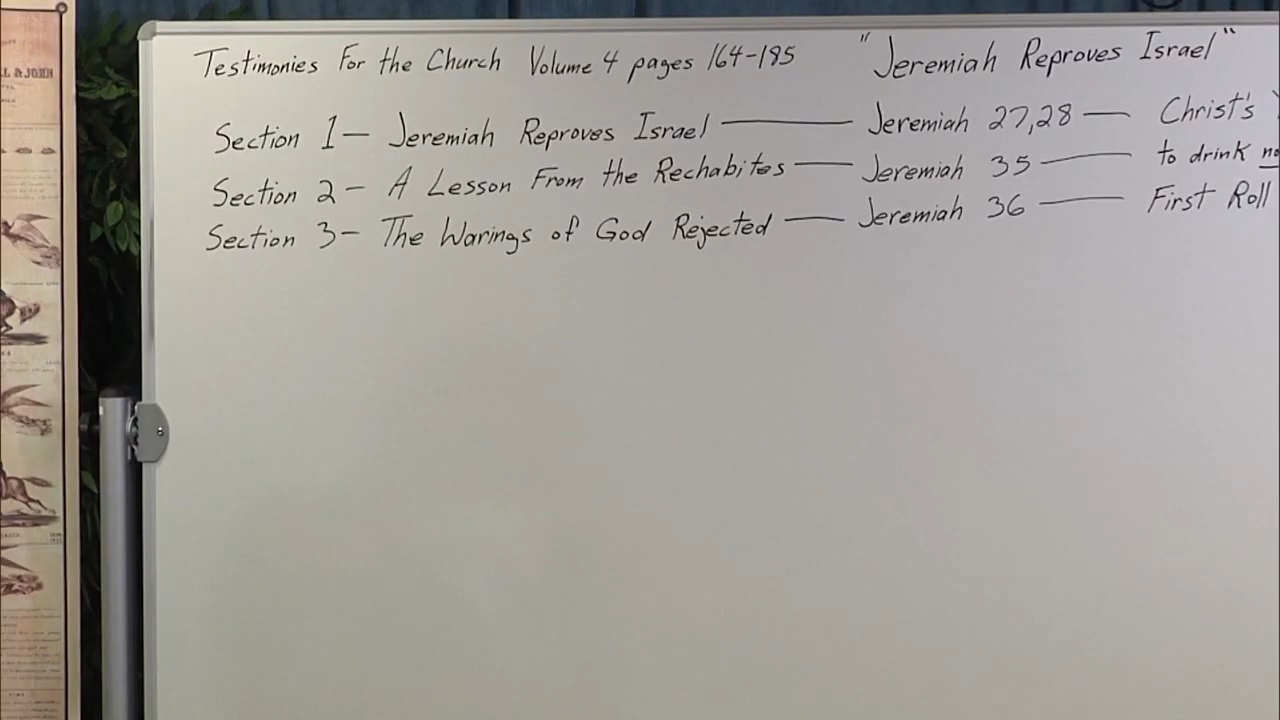 Testimonies For the Church Volume 4 pages 164-185 "Jeremiah Reproves Israel"
Section 1— Jeremiah Reproves Israel —— Jeremiah 27,28 — Christ's
Section 2- A Lesson From the Rechabites — Jeremiah 35 — to drink
Section 3- The Warings of God Rejected — Jeremiah 36 — First Roll
& JOHN